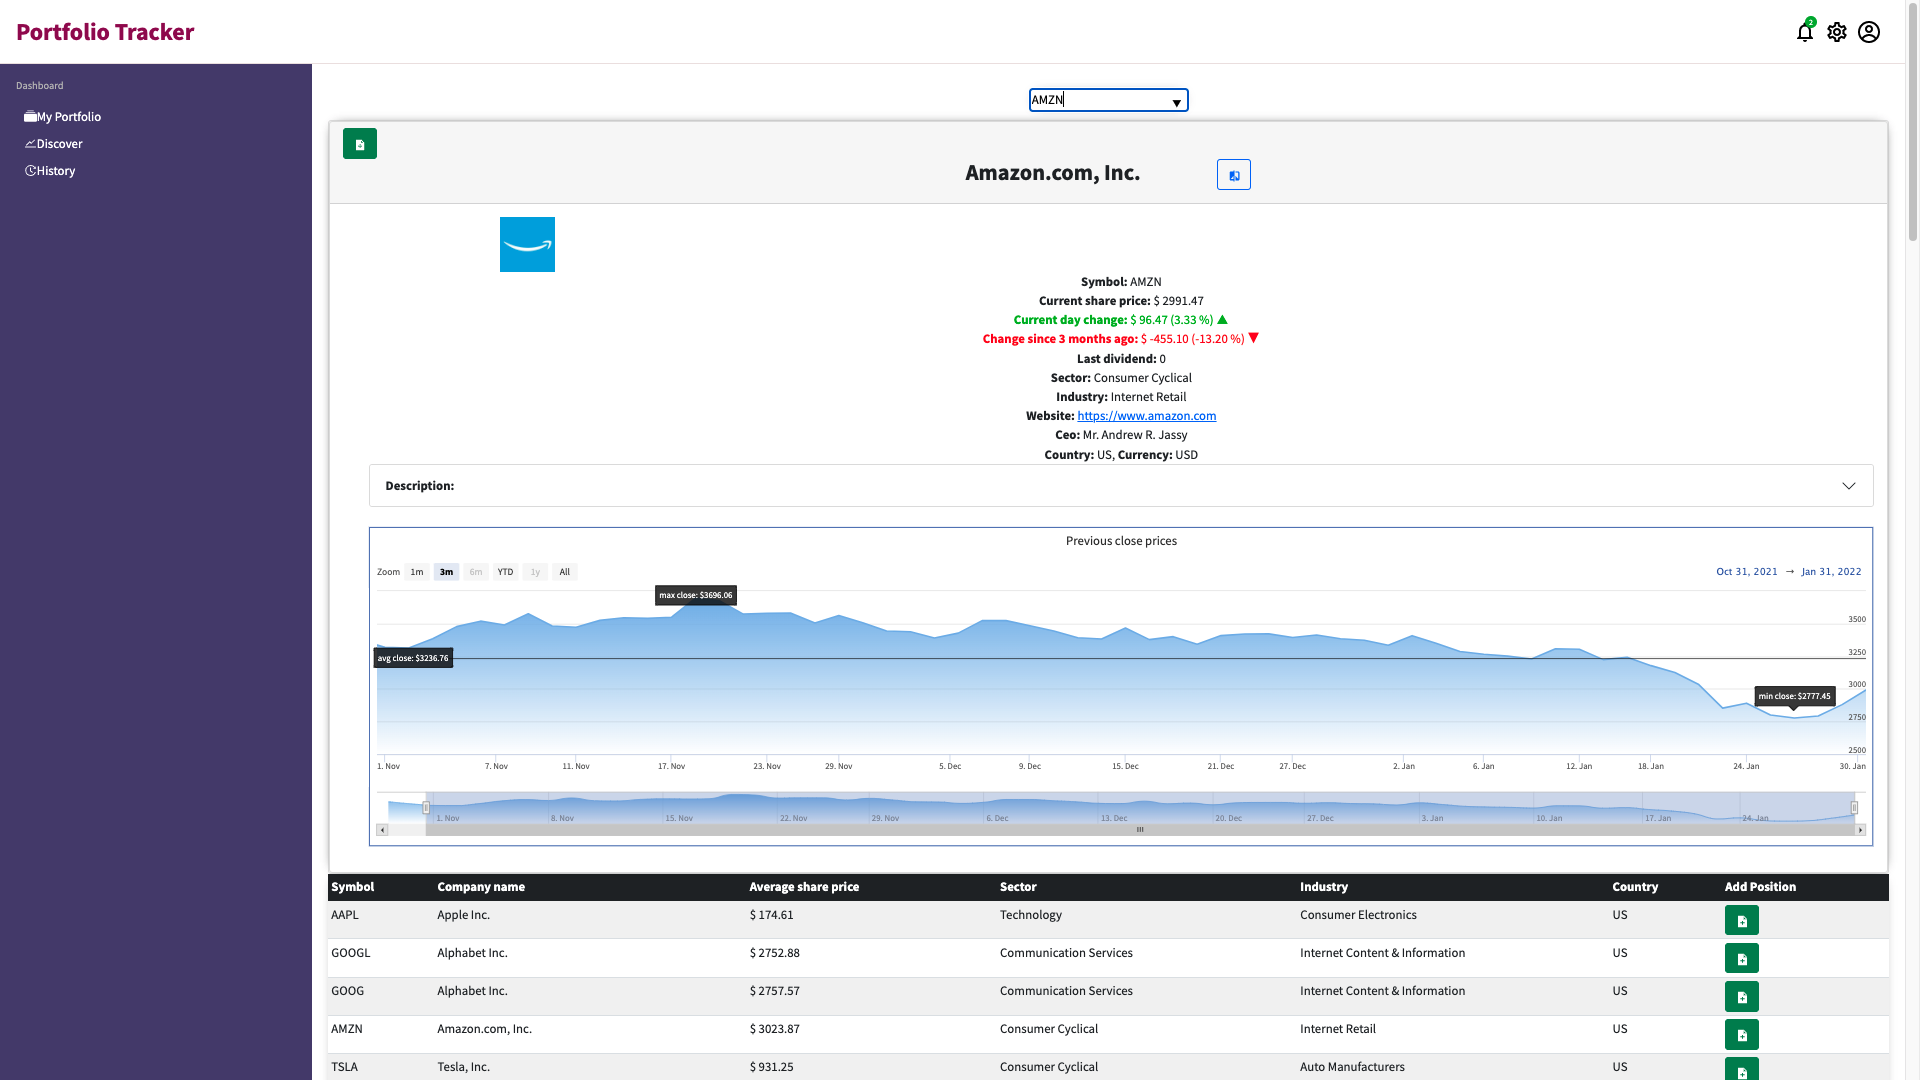 Portfolio Tracker
2
Dashboard
My Portfolio
Discover
History
AMZN
Amazon.com, Inc.
Symbol: AMZN
Current share price: $ 2991.47
Current day change: $ 96.47 (3.33 %) ▲
Change since 3 months ago: $ -455.10 (-13.20 %) ▼
Last dividend: 0
Sector: Consumer Cyclical
Industry: Internet Retail
Website: https://www.amazon.com
Ceo: Mr. Andrew R. Jassy
Country: US, Currency: USD
Description:
Previous close prices
Zoom 1m 3m 6m YTD 1y All Oct 31, 2021 → Jan 31, 2022
max close: $3696.06
3500
3250
avg close: $3236.76
3000
min close: $2777.45
2750
2500
1. Nov 7. Nov 11. Nov 17. Nov 23. Nov 29. Nov 5. Dec 9. Dec 15. Dec 21. Dec 27. Dec 2. Jan 6. Jan 12. Jan 18. Jan 24. Jan 30. Jan
1. Nov 8. Nov 15. Nov 22. Nov 29. Nov 6. Dec 13. Dec 20. Dec 27. Dec 3. Jan 10. Jan 17. Jan 24. Jan
Symbol Company name Average share price Sector Industry Country Add Position
AAPL Apple Inc. $ 174.61 Technology Consumer Electronics US
GOOGL Alphabet Inc. $ 2752.88 Communication Services Internet Content & Information US
GOOG Alphabet Inc. $ 2757.57 Communication Services Internet Content & Information US
AMZN Amazon.com, Inc. $ 3023.87 Consumer Cyclical Internet Retail US
TSLA Tesla, Inc. $ 931.25 Consumer Cyclical Auto Manufacturers US